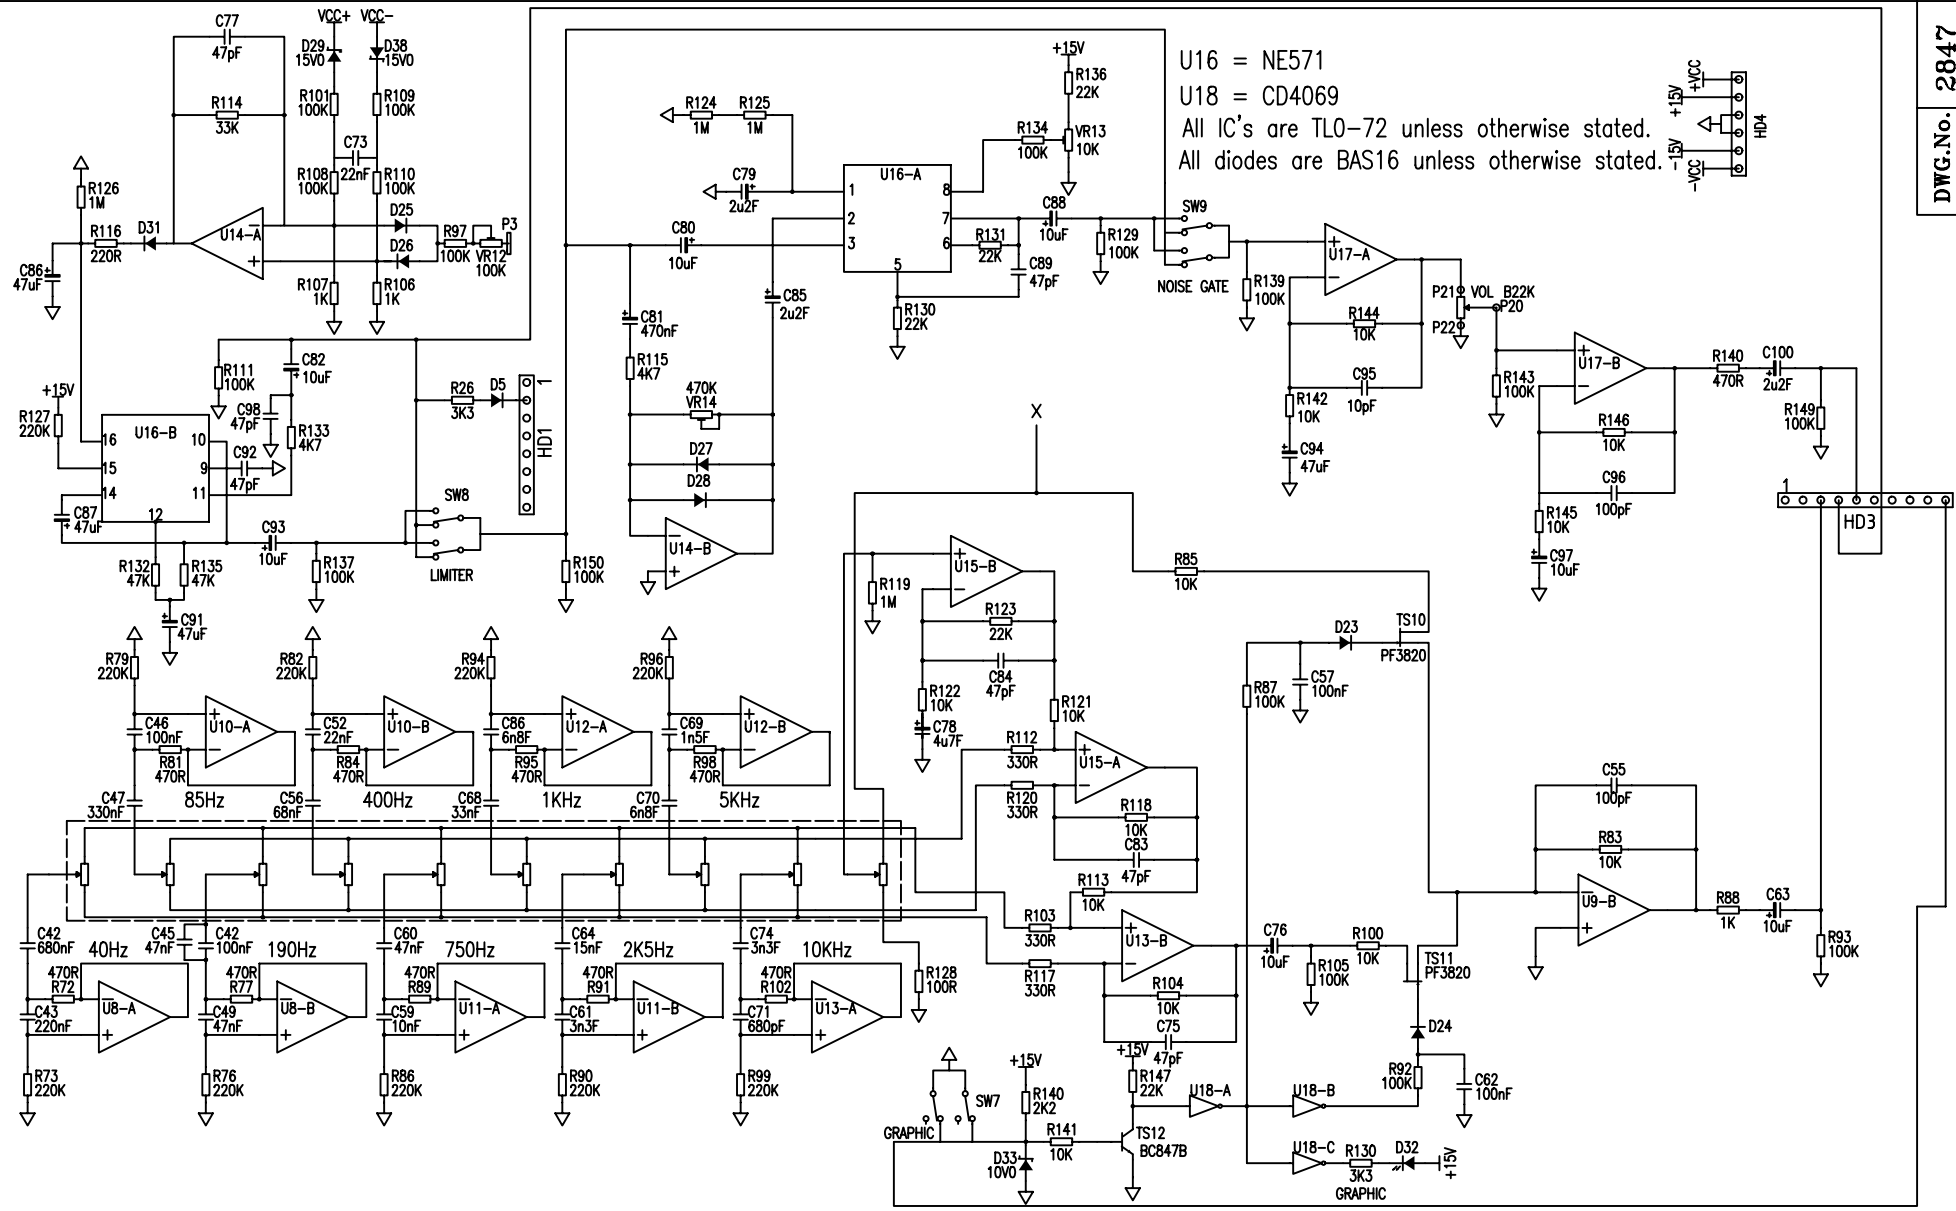 DWG.No. 2847
U16 = NE571
U18 = CD4069
All IC's are TL0-72 unless otherwise stated.
All diodes are BAS16 unless otherwise stated.
C77
47pF
VCC+ VCC-
D29
15V0
D38
15V0
R114
33K
R101
100K
R109
100K
C73
22nF
R108
100K
R110
100K
R126
1M
R116
220R
D31
U14-A
D25
D26
R97
100K
P3
VR12
100K
C86
47uF
R107
1K
R106
1K
R124
1M
R125
1M
C79
2u2F
C80
10uF
U16-A
1
2
3
8
7
6
5
+15V
R136
22K
R134
100K
VR13
10K
C88
10uF
R131
22K
C89
47pF
R129
100K
R130
22K
SW9
NOISE GATE
R139
100K
U17-A
R144
10K
C95
10pF
R142
10K
C94
47uF
P21 VOL B22K
P20
P22
R143
100K
U17-B
R146
10K
C96
100pF
R145
10K
C97
10uF
R140
470R
C100
2u2F
R149
100K
+VCC
+15V
-15V
-VCC
HD4
1
HD3
R111
100K
C82
10uF
C98
47pF
R133
4K7
C92
47pF
+15V
R127
220K
U16-B
16
15
14
10
9
11
12
C87
47uF
R132
47K
R135
47K
C91
47uF
C93
10uF
R137
100K
R26
3K3
D5
1
HD1
SW8
LIMITER
R150
100K
C81
470nF
R115
4K7
C85
2u2F
470K
VR14
D27
D28
U14-B
X
R119
1M
U15-B
R123
22K
C84
47pF
R122
10K
C78
4u7F
R121
10K
R85
10K
TS10
PF3820
D23
C57
100nF
R87
100K
R79
220K
C46
100nF
U10-A
R81
470R
C47
330nF
85Hz
R82
220K
C52
22nF
U10-B
R84
470R
C56
68nF
400Hz
R94
220K
C86
6n8F
U12-A
R95
470R
C68
33nF
1KHz
R96
220K
C69
1n5F
U12-B
R98
470R
C70
6n8F
5KHz
R112
330R
R120
330R
U15-A
R118
10K
C83
47pF
R113
10K
R103
330R
R117
330R
U13-B
R104
10K
C75
47pF
C76
10uF
R105
100K
R100
10K
TS11
PF3820
C55
100pF
R83
10K
U9-B
R88
1K
C63
10uF
R93
100K
C42
680nF
40Hz
470R
R72
C43
220nF
U8-A
R73
220K
C45
47nF
C42
100nF
190Hz
470R
R77
C49
47nF
U8-B
R76
220K
C60
47nF
750Hz
470R
R89
C59
10nF
U11-A
R86
220K
C64
15nF
2K5Hz
470R
R91
C61
3n3F
U11-B
R90
220K
C74
3n3F
10KHz
470R
R102
C71
680pF
U13-A
R99
220K
R128
100R
D24
R92
100K
C62
100nF
SW7
GRAPHIC
+15V
R140
2K2
D33
10V0
R141
10K
+15V
R147
22K
TS12
BC847B
U18-A
U18-B
U18-C
R130
3K3
D32
+15V
GRAPHIC